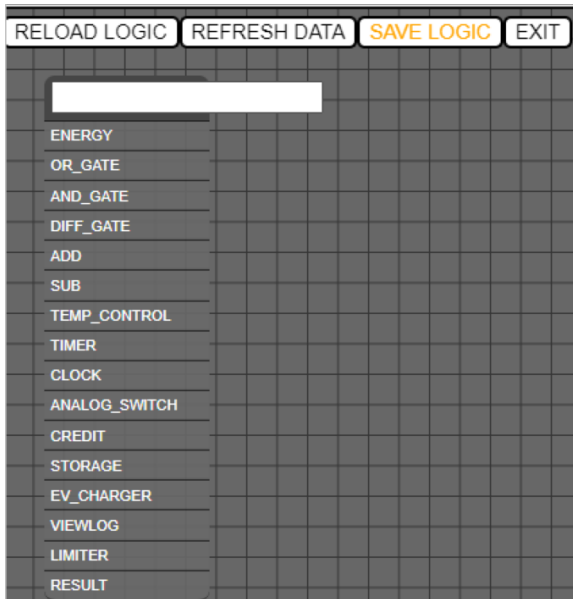 RELOAD LOGIC REFRESH DATA SAVE LOGIC EXIT
ENERGY
OR_GATE
AND_GATE
DIFF_GATE
ADD
SUB
TEMP_CONTROL
TIMER
CLOCK
ANALOG_SWITCH
CREDIT
STORAGE
EV_CHARGER
VIEWLOG
LIMITER
RESULT